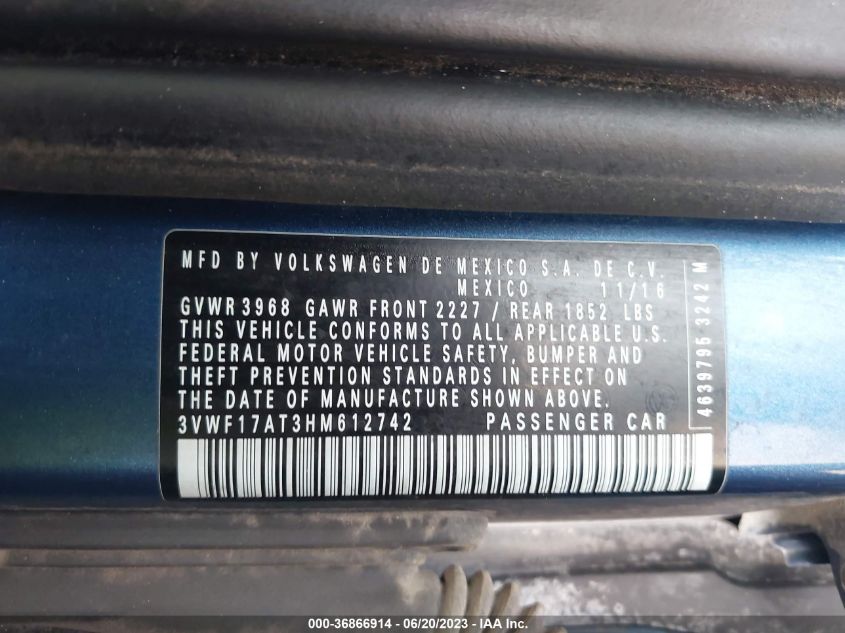 MFD BY VOLKSWAGEN DE MEXICO S.A. DE C.V.
MEXICO 11/16
GVWR 3968 GAWR FRONT 2227 / REAR 1852 LBS
THIS VEHICLE CONFORMS TO ALL APPLICABLE U.S.
FEDERAL MOTOR VEHICLE SAFETY, BUMPER AND
THEFT PREVENTION STANDARDS IN EFFECT ON
THE DATE OF MANUFACTURE SHOWN ABOVE.
3VWF17AT3HM612742 PASSENGER CAR
4639795 3242 M
000-36866914 - 06/20/2023 - IAA Inc.